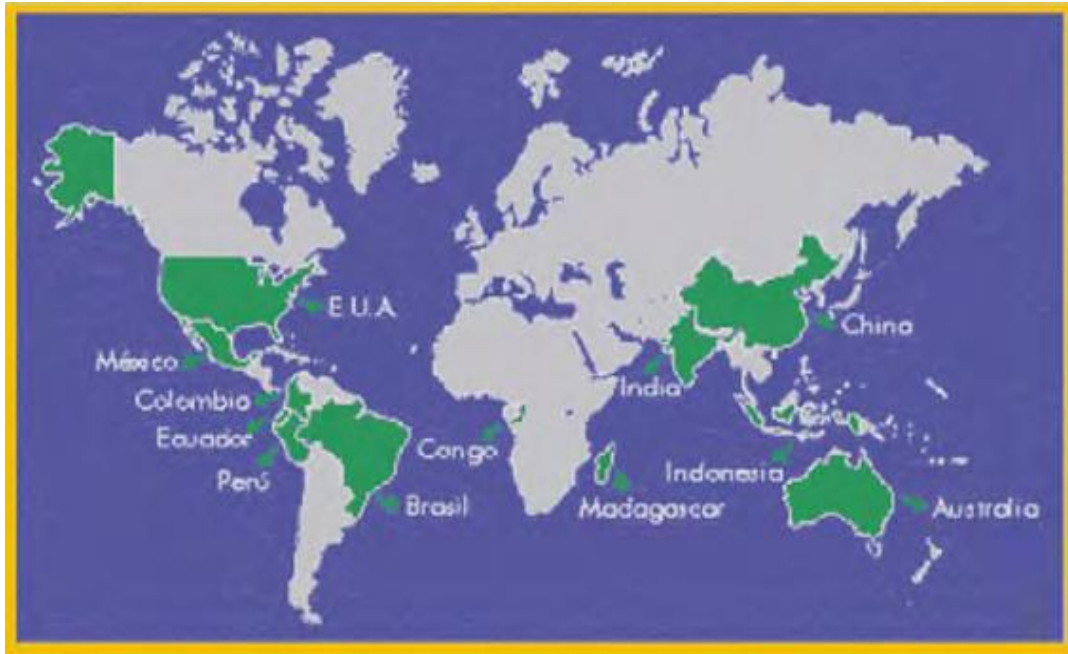 E.U.A
China
México
India
Colombia
Ecuador
Congo
Indonesia
Perú
Brasil
Madagascar
Australia